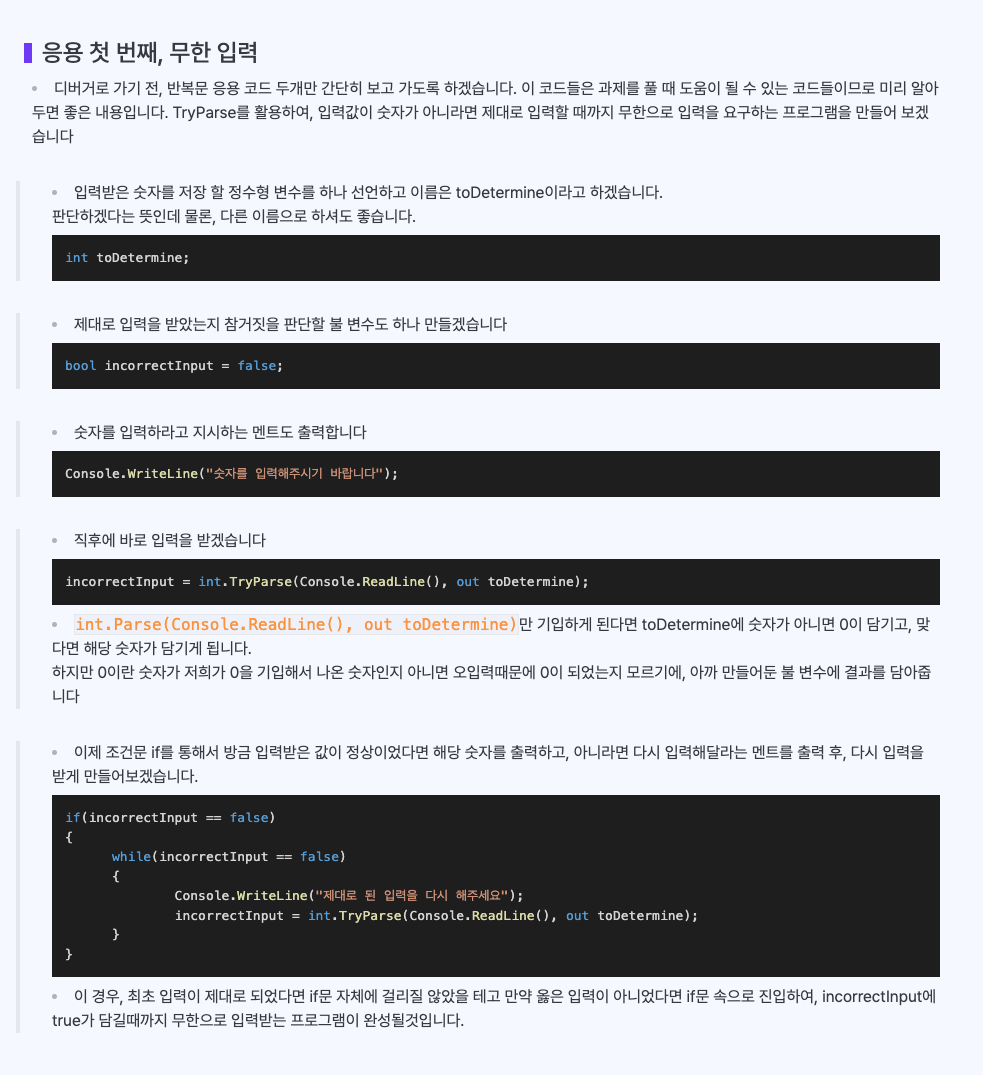 응용 첫 번째, 무한 입력
디버거로 가기 전, 반복문 응용 코드 두개만 간단히 보고 가도록 하겠습니다. 이 코드들은 과제를 풀 때 도움이 될 수 있는 코드들이므로 미리 알아
두면 좋은 내용입니다. TryParse를 활용하여, 입력값이 숫자가 아니라면 제대로 입력할 때까지 무한으로 입력을 요구하는 프로그램을 만들어 보겠
습니다
입력받은 숫자를 저장 할 정수형 변수를 하나 선언하고 이름은 toDetermine이라고 하겠습니다.
판단하겠다는 뜻인데 물론, 다른 이름으로 하셔도 좋습니다.
int toDetermine;
제대로 입력을 받았는지 참거짓을 판단할 불 변수도 하나 만들겠습니다
bool incorrectInput = false;
숫자를 입력하라고 지시하는 멘트도 출력합니다
Console.WriteLine("숫자를 입력해주시기 바랍니다");
직후에 바로 입력을 받겠습니다
incorrectInput = int.TryParse(Console.ReadLine(), out toDetermine);
int.Parse(Console.ReadLine(), out toDetermine)만 기입하게 된다면 toDetermine에 숫자가 아니면 0이 담기고, 맞
다면 해당 숫자가 담기게 됩니다.
하지만 0이란 숫자가 저희가 0을 기입해서 나온 숫자인지 아니면 오입력때문에 0이 되었는지 모르기에, 아까 만들어둔 불 변수에 결과를 담아줍
니다
이제 조건문 if를 통해서 방금 입력받은 값이 정상이었다면 해당 숫자를 출력하고, 아니라면 다시 입력해달라는 멘트를 출력 후, 다시 입력을
받게 만들어보겠습니다.
if(incorrectInput == false)
{
while(incorrectInput == false)
{
Console.WriteLine("제대로 된 입력을 다시 해주세요");
incorrectInput = int.TryParse(Console.ReadLine(), out toDetermine);
}
}
이 경우, 최초 입력이 제대로 되었다면 if문 자체에 걸리질 않았을 테고 만약 옳은 입력이 아니었다면 if문 속으로 진입하여, incorrectInput에
true가 담길때까지 무한으로 입력받는 프로그램이 완성될것입니다.